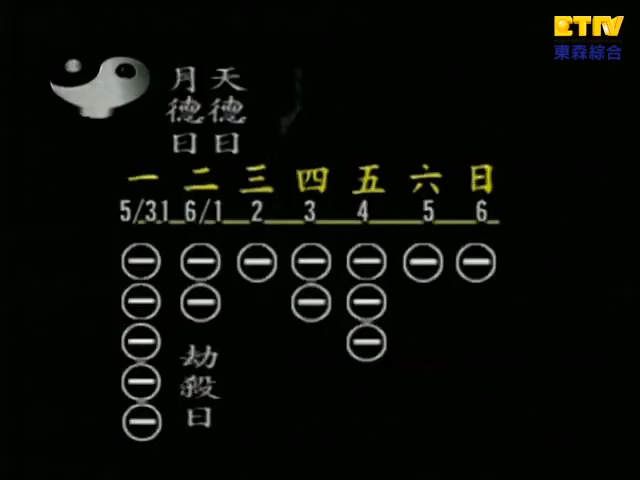 ETTV
東森綜合
天德日
月德日
一 二 三 四 五 六 日
5/31 6/1 2 3 4 5 6
劫殺日